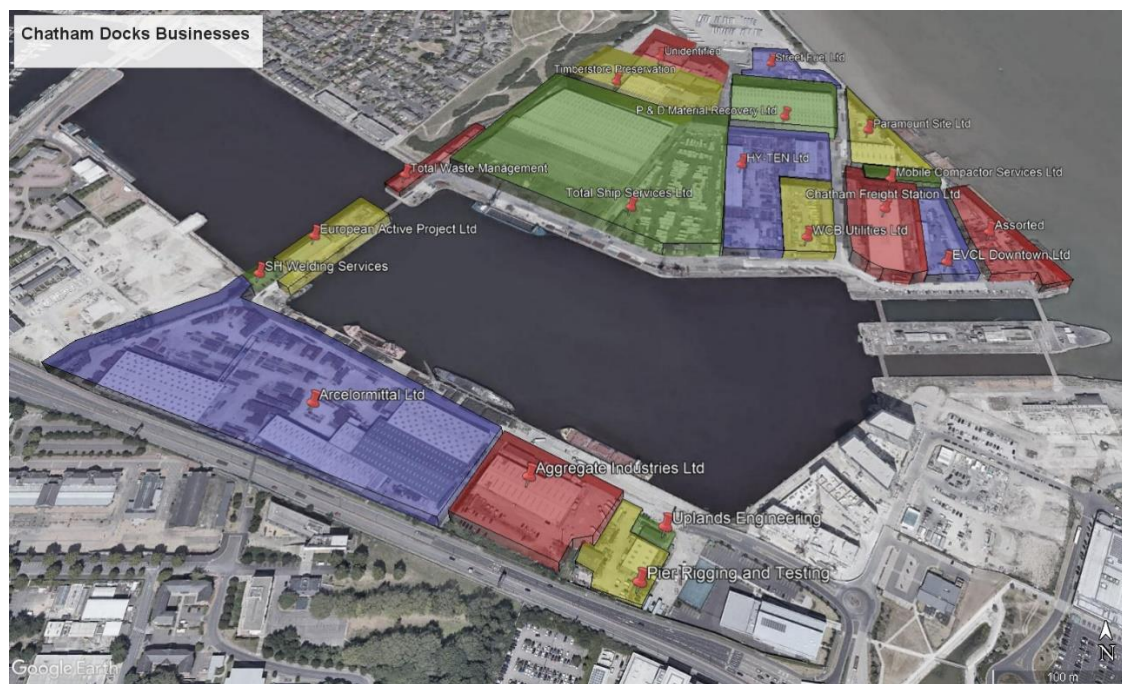 Chatham Docks Businesses
Unidentified
Street Fuel Ltd
Timberstore Preservation
P & D Material Recovery Ltd
Paramount Site Ltd
HY-TEN Ltd
Total Waste Management
Mobile Compactor Services Ltd
Total Ship Services Ltd
Chatham Freight Station Ltd
European Active Project Ltd
WCB Utilities Ltd
Assorted
SH Welding Services
EVCL Downtown Ltd
Arcelormittal Ltd
Aggregate Industries Ltd
Uplands Engineering
Pier Rigging and Testing
N
Google Earth
100 m